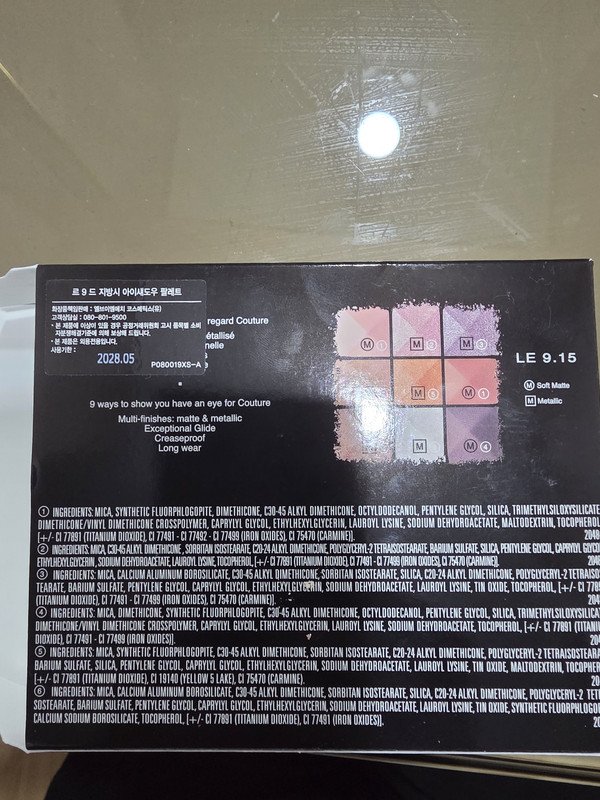 르 9 드 지방시 아이섀도우 팔레트
화장품책임판매 : 엘브이엠에치 코스메틱스(유)
고객상담실 : 080-801-9500
· 본 제품에 이상이 있을 경우 공정거래위원회 고시 품목별 소비
자분쟁해결기준에 의해 보상해 드립니다.
· 본 제품은 외용전용입니다.
사용기한 :
2028.05
P080019XS-A
regard Couture
métallisé
9 ways to show you have an eye for Couture
Multi-finishes: matte & metallic
Exceptional Glide
Creaseproof
Long wear
M 1 M M 3
M 3 M 1
M M 4
LE 9.15
M Soft Matte
M Metallic
① INGREDIENTS: MICA, SYNTHETIC FLUORPHLOGOPITE, DIMETHICONE, C30-45 ALKYL DIMETHICONE, OCTYLDODECANOL, PENTYLENE GLYCOL, SILICA, TRIMETHYLSILOXYSILICATE
DIMETHICONE/VINYL DIMETHICONE CROSSPOLYMER, CAPRYLYL GLYCOL, ETHYLHEXYLGLYCERIN, LAUROYL LYSINE, SODIUM DEHYDROACETATE, MALTODEXTRIN, TOCOPHEROL
[+/- CI 77891 (TITANIUM DIOXIDE), CI 77491 - CI 77492 - CI 77499 (IRON OXIDES), CI 75470 (CARMINE)].
② INGREDIENTS: MICA, C30-45 ALKYL DIMETHICONE, SORBITAN ISOSTEARATE, C20-24 ALKYL DIMETHICONE, POLYGLYCERYL-2 TETRAISOSTEARATE, BARIUM SULFATE, SILICA, PENTYLENE GLYCOL, CAPRYLYL GLYCO
ETHYLHEXYLGLYCERIN, SODIUM DEHYDROACETATE, LAUROYL LYSINE, TOCOPHEROL, [+/- CI 77891 (TITANIUM DIOXIDE), CI 77491 - CI 77499 (IRON OXIDES), CI 75470 (CARMINE)].
③ INGREDIENTS: MICA, CALCIUM ALUMINUM BOROSILICATE, C30-45 ALKYL DIMETHICONE, SORBITAN ISOSTEARATE, SILICA, C20-24 ALKYL DIMETHICONE, POLYGLYCERYL-2 TETRAISOS
TEARATE, BARIUM SULFATE, PENTYLENE GLYCOL, CAPRYLYL GLYCOL, ETHYLHEXYLGLYCERIN, SODIUM DEHYDROACETATE, LAUROYL LYSINE, TIN OXIDE, TOCOPHEROL, [+/- CI 77891
(TITANIUM DIOXIDE), CI 77491 - CI 77499 (IRON OXIDES), CI 75470 (CARMINE)].
④ INGREDIENTS: MICA, DIMETHICONE, SYNTHETIC FLUORPHLOGOPITE, C30-45 ALKYL DIMETHICONE, OCTYLDODECANOL, PENTYLENE GLYCOL, SILICA, TRIMETHYLSILOXYSILICAT
DIMETHICONE/VINYL DIMETHICONE CROSSPOLYMER, CAPRYLYL GLYCOL, ETHYLHEXYLGLYCERIN, LAUROYL LYSINE, SODIUM DEHYDROACETATE, TOCOPHEROL, [+/- CI 77891 (TITANIUM
DIOXIDE), CI 77491 - CI 77499 (IRON OXIDES)].
⑤ INGREDIENTS: MICA, SYNTHETIC FLUORPHLOGOPITE, C30-45 ALKYL DIMETHICONE, SORBITAN ISOSTEARATE, C20-24 ALKYL DIMETHICONE, POLYGLYCERYL-2 TETRAISOSTEARATE
BARIUM SULFATE, SILICA, PENTYLENE GLYCOL, CAPRYLYL GLYCOL, ETHYLHEXYLGLYCERIN, SODIUM DEHYDROACETATE, LAUROYL LYSINE, TIN OXIDE, MALTODEXTRIN, TOCOPHER
[+/- CI 77891 (TITANIUM DIOXIDE), CI 19140 (YELLOW 5 LAKE), CI 75470 (CARMINE).
⑥ INGREDIENTS: MICA, CALCIUM ALUMINUM BOROSILICATE, C30-45 ALKYL DIMETHICONE, SORBITAN ISOSTEARATE, SILICA, C20-24 ALKYL DIMETHICONE, POLYGLYCERYL-2 TETRAI
SOSTEARATE, BARIUM SULFATE, PENTYLENE GLYCOL, CAPRYLYL GLYCOL, ETHYLHEXYLGLYCERIN, SODIUM DEHYDROACETATE, LAUROYL LYSINE, TIN OXIDE, SYNTHETIC FLUORPHLOGO
CALCIUM SODIUM BOROSILICATE, TOCOPHEROL, [+/- CI 77891 (TITANIUM DIOXIDE), CI 77491 (IRON OXIDES)].